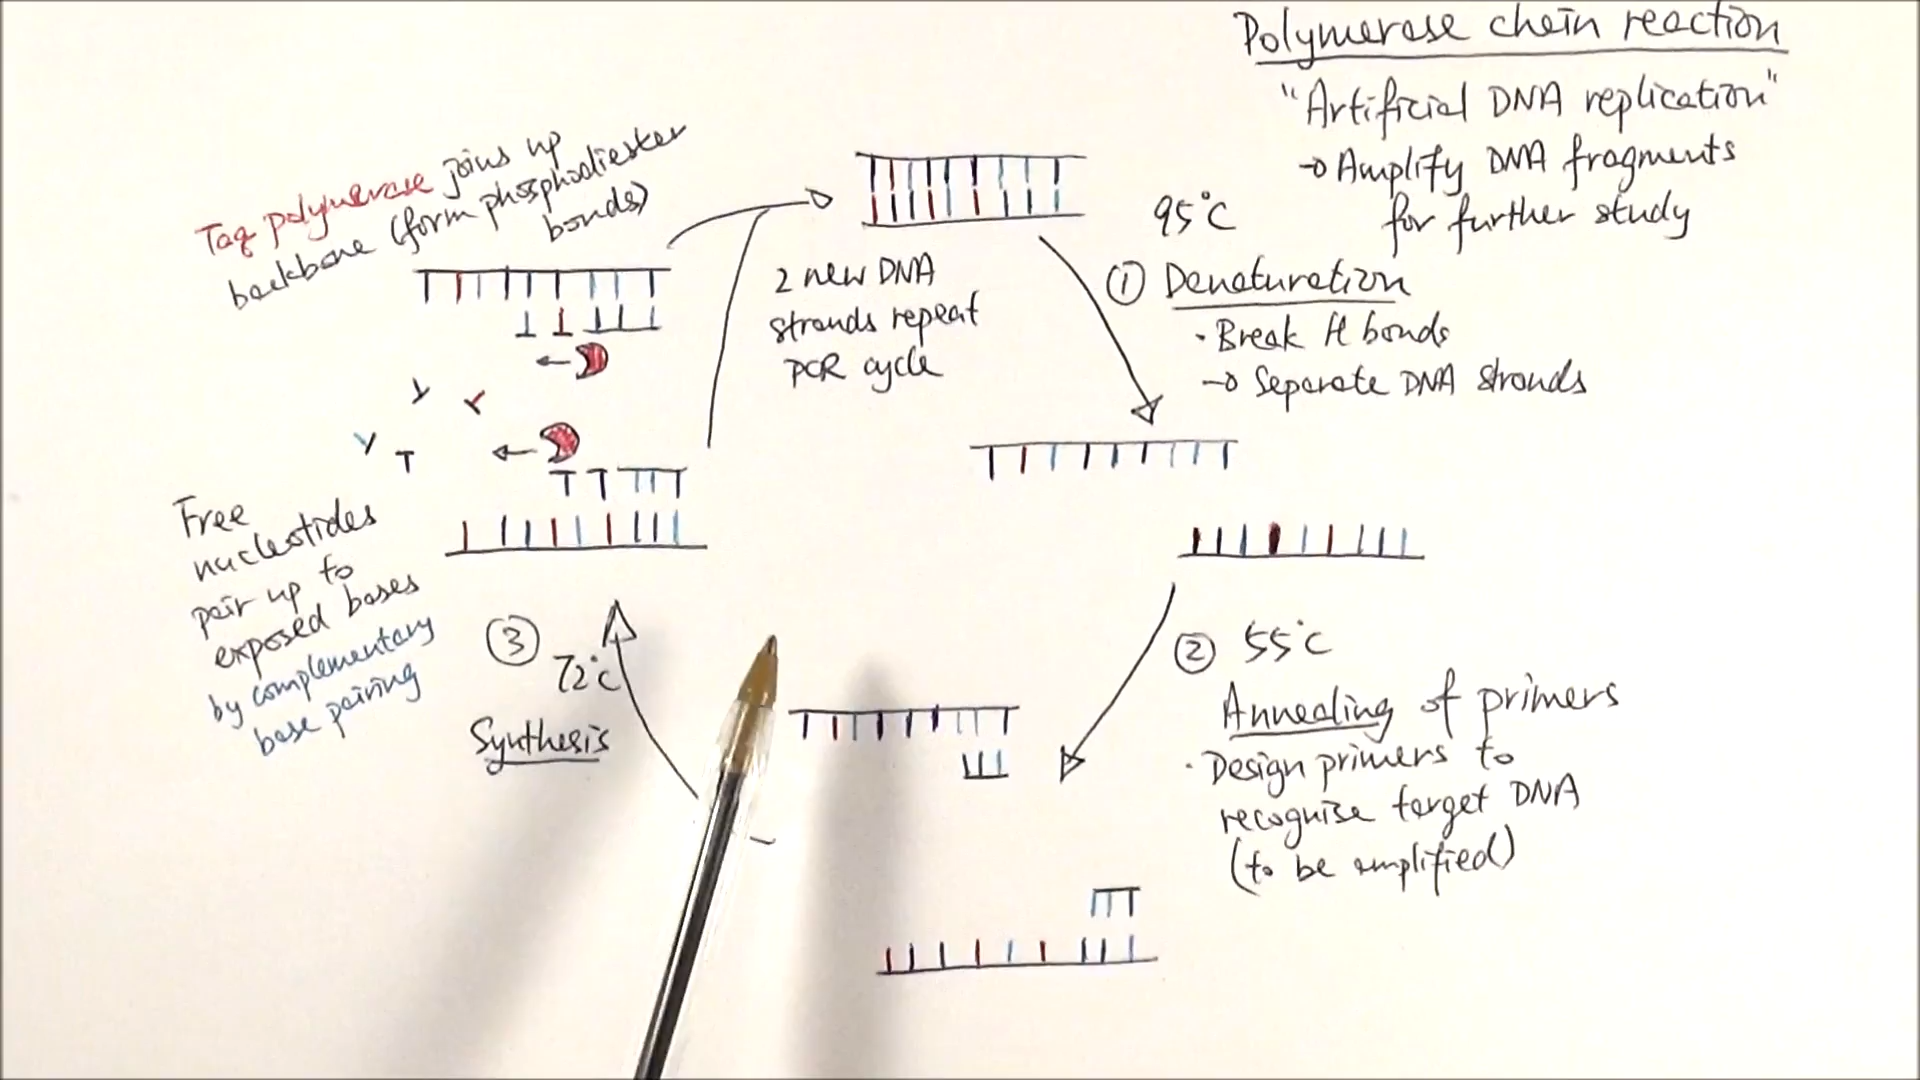 Polymerase chain reaction
"Artificial DNA replication"
→ Amplify DNA fragments
for further study
95°C
① Denaturation
· Break H bonds
→ Separate DNA strands
② 55°C
Annealing of primers
· Design primers to
recognise target DNA
(to be amplified)
③
72°C
Synthesis
Free
nucleotides
pair up to
exposed bases
by complementary
base pairing
Taq polymerase joins up
backbone (form phosphodiester
bonds)
2 new DNA
strands repeat
PCR cycle